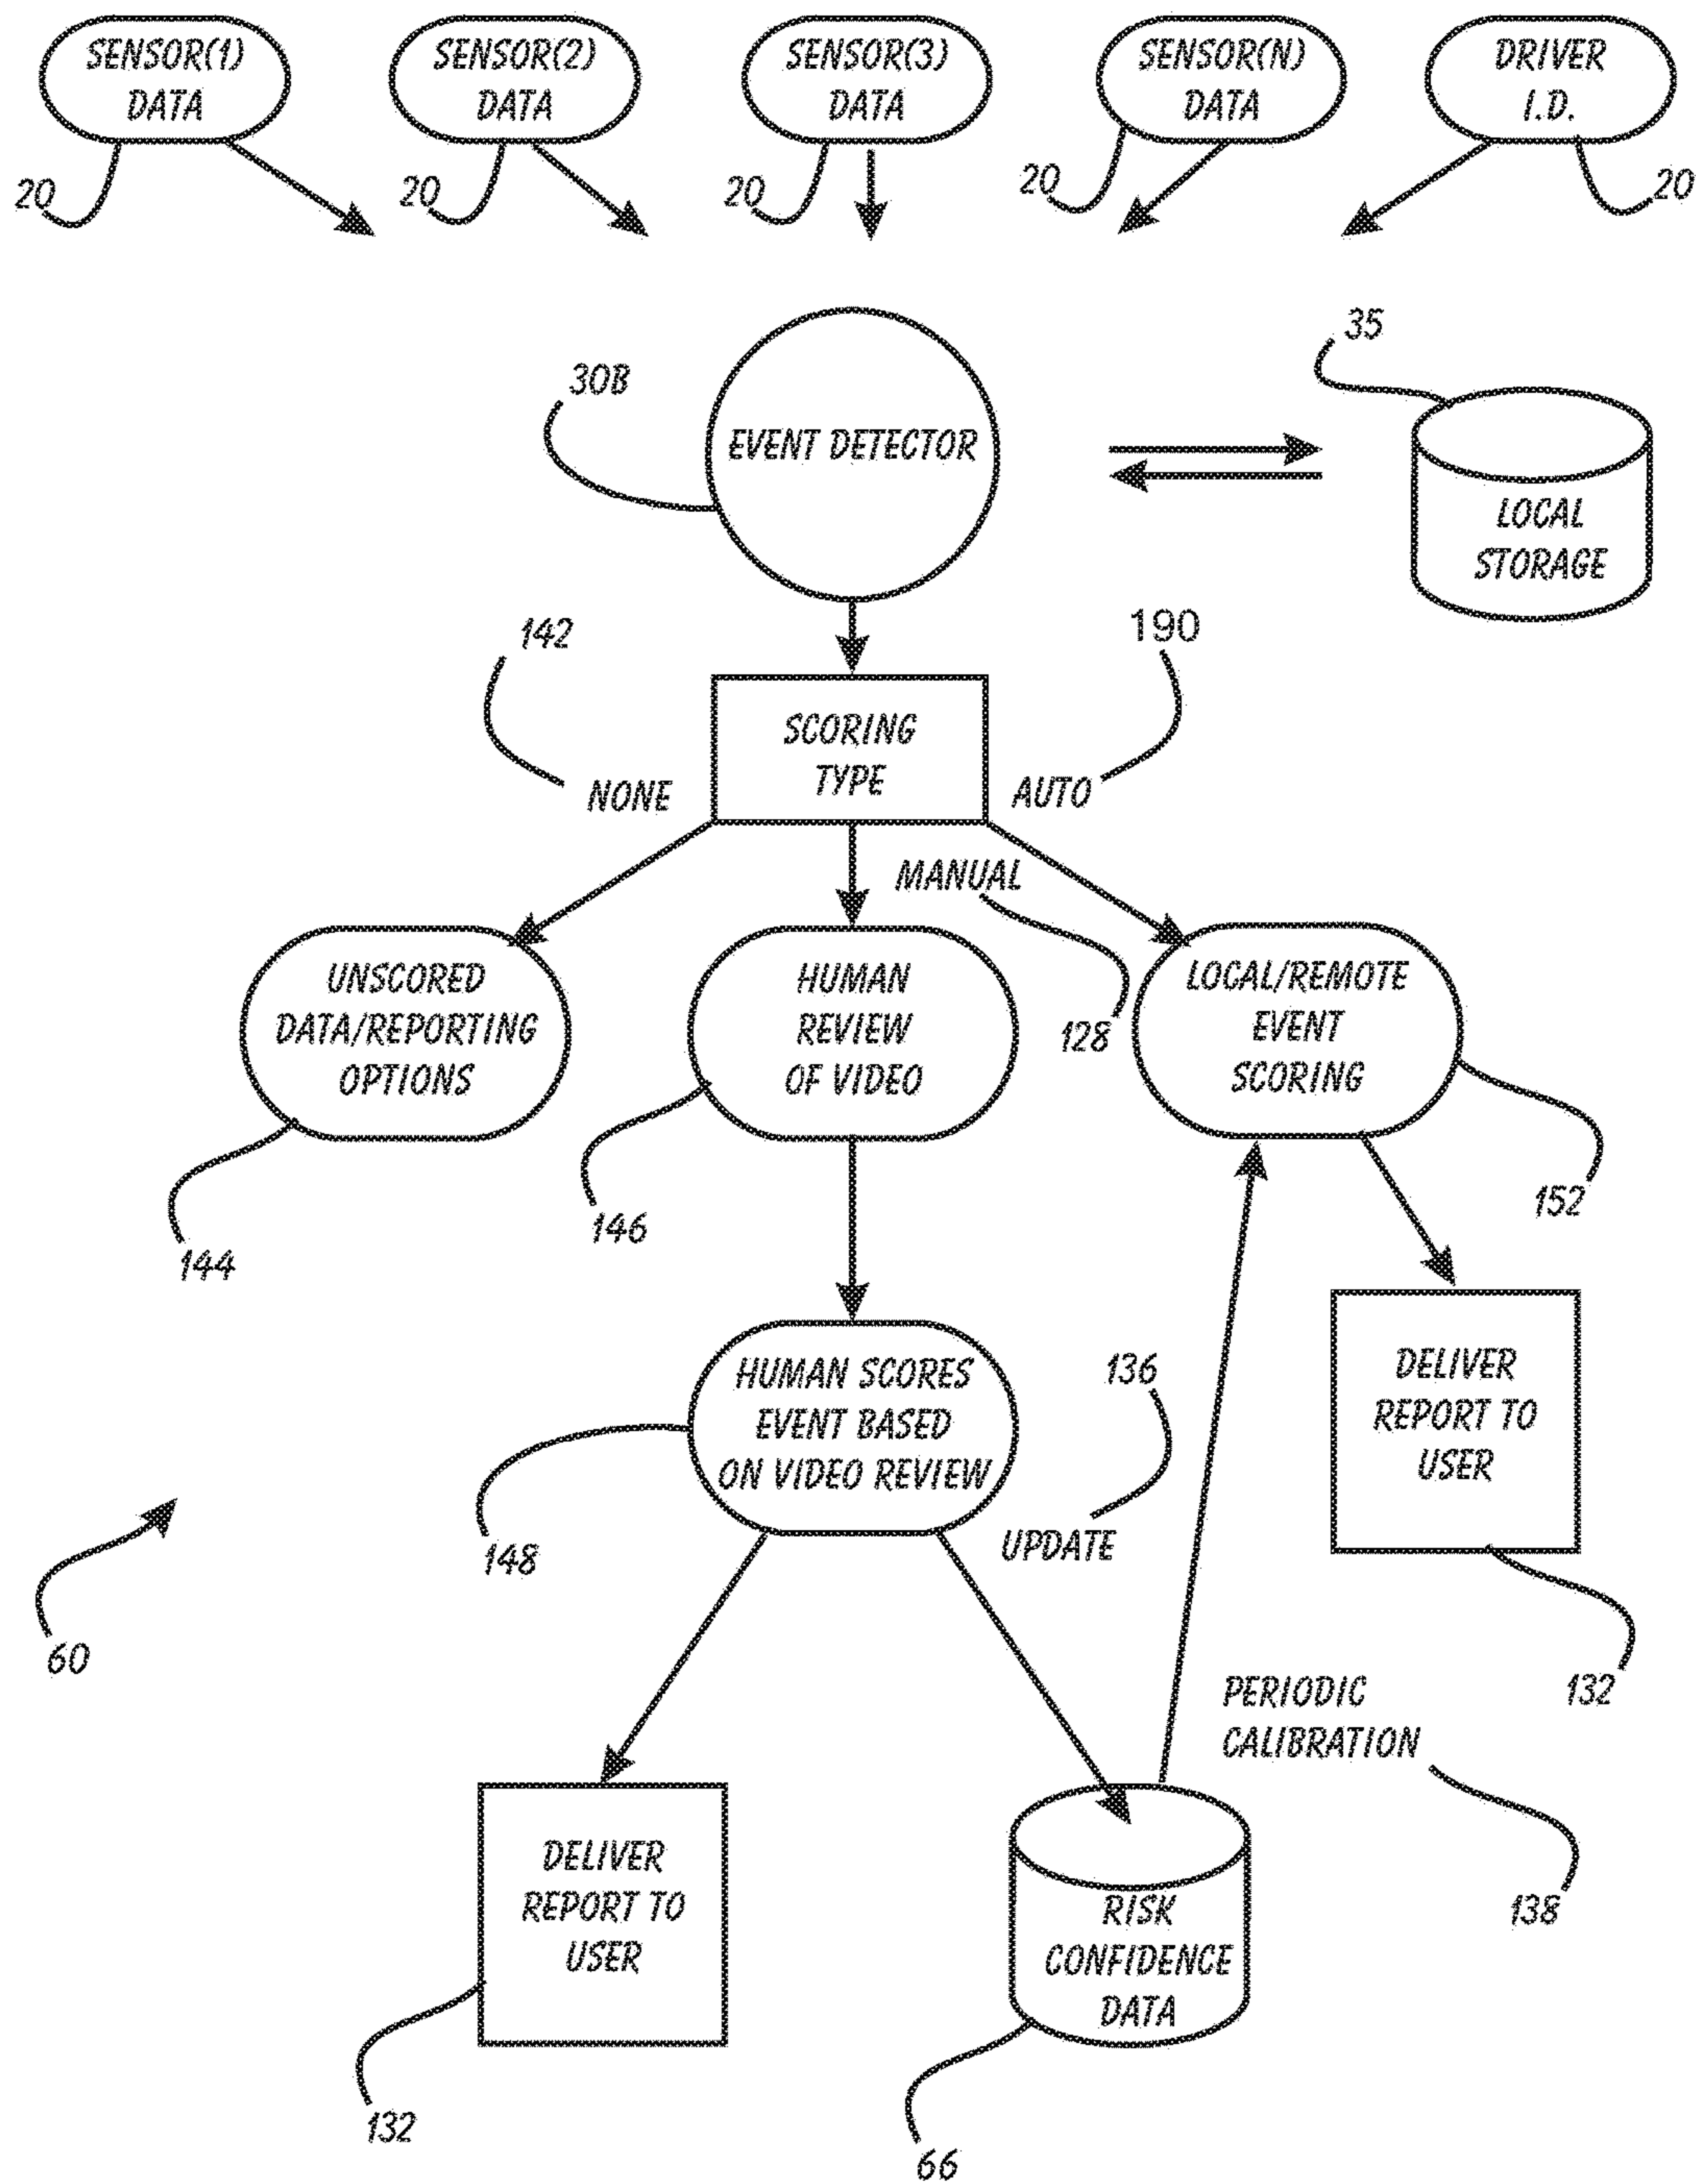 SENSOR(1)
DATA
SENSOR(2)
DATA
SENSOR(3)
DATA
SENSOR(N)
DATA
DRIVER
I.D.
20
20
20
20
20
35
30B
EVENT DETECTOR
LOCAL
STORAGE
142
190
SCORING
TYPE
NONE
AUTO
MANUAL
UNSCORED
DATA/REPORTING
OPTIONS
HUMAN
REVIEW
OF VIDEO
128
LOCAL/REMOTE
EVENT
SCORING
144
146
152
HUMAN SCORES
EVENT BASED
ON VIDEO REVIEW
136
DELIVER
REPORT TO
USER
148
UPDATE
60
132
PERIODIC
CALIBRATION
DELIVER
REPORT TO
USER
RISK
CONFIDENCE
DATA
138
132
66